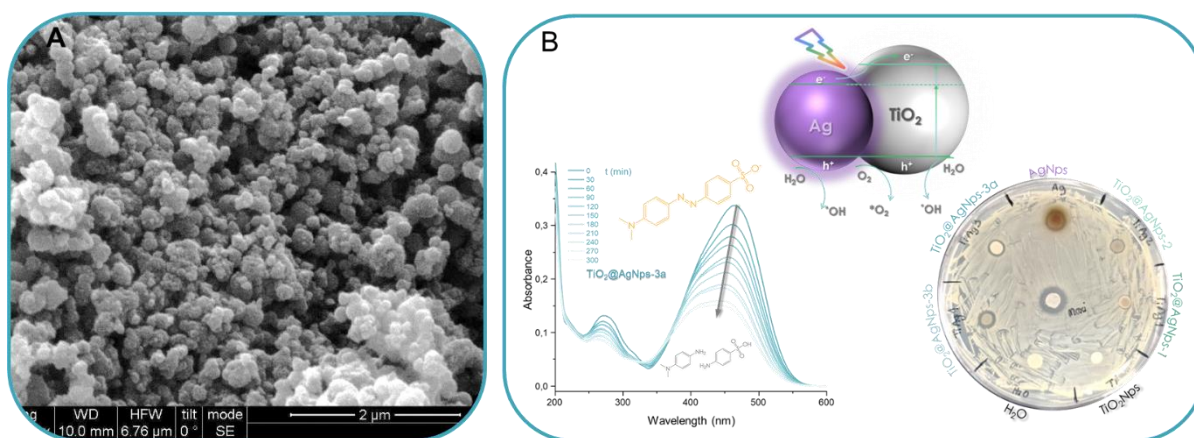 A
WD HFW tilt mode
10.0 mm 6.76 μm 0 ° SE
2 μm
B
e-
e-
Ag
TiO2
h+
h+
H2O
O2
H2O
•OH
•O2
•OH
t (min)
0
30
60
90
120
150
180
210
240
270
300
TiO2@AgNps-3a
0,4
0,3
0,2
0,1
0,0
Absorbance
200 300 400 500 600
Wavelength (nm)
O
O
S
O-
N
N
N
NH2
N
O
S
OH
O
H2N
AgNps
Ag
TiO2@AgNps-3a
TiO2@AgNps-2
TiO2@AgNps-3b
TiO2@AgNps-1
H2O
TiO2Nps